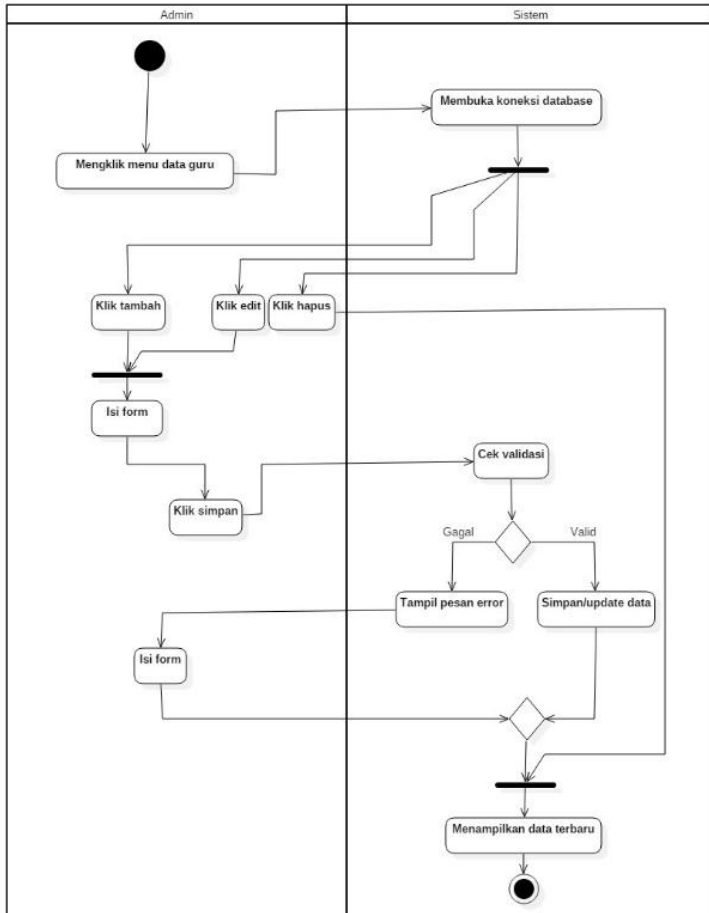 Admin
Sistem
Membuka koneksi database
Mengklik menu data guru
Klik tambah
Klik edit
Klik hapus
Isi form
Cek validasi
Klik simpan
Gagal
Valid
Tampil pesan error
Simpan/update data
Isi form
Menampilkan data terbaru